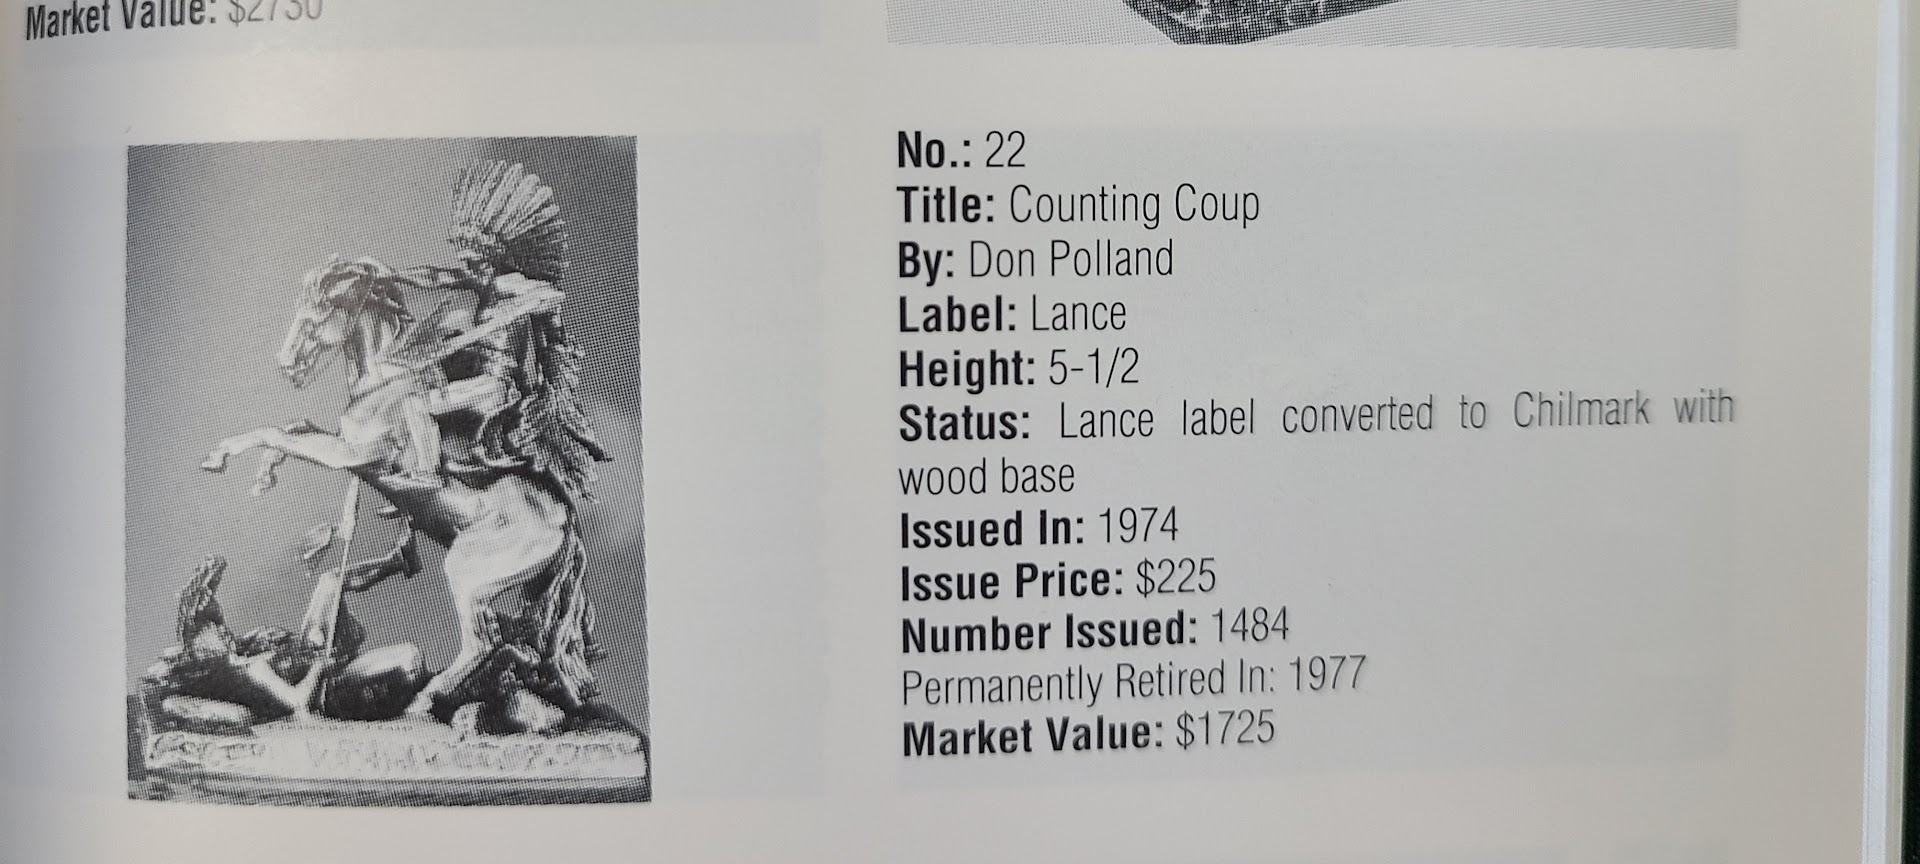 Market Value: $2730
No.: 22
Title: Counting Coup
By: Don Polland
Label: Lance
Height: 5-1/2
Status: Lance label converted to Chilmark with
wood base
Issued In: 1974
Issue Price: $225
Number Issued: 1484
Permanently Retired In: 1977
Market Value: $1725